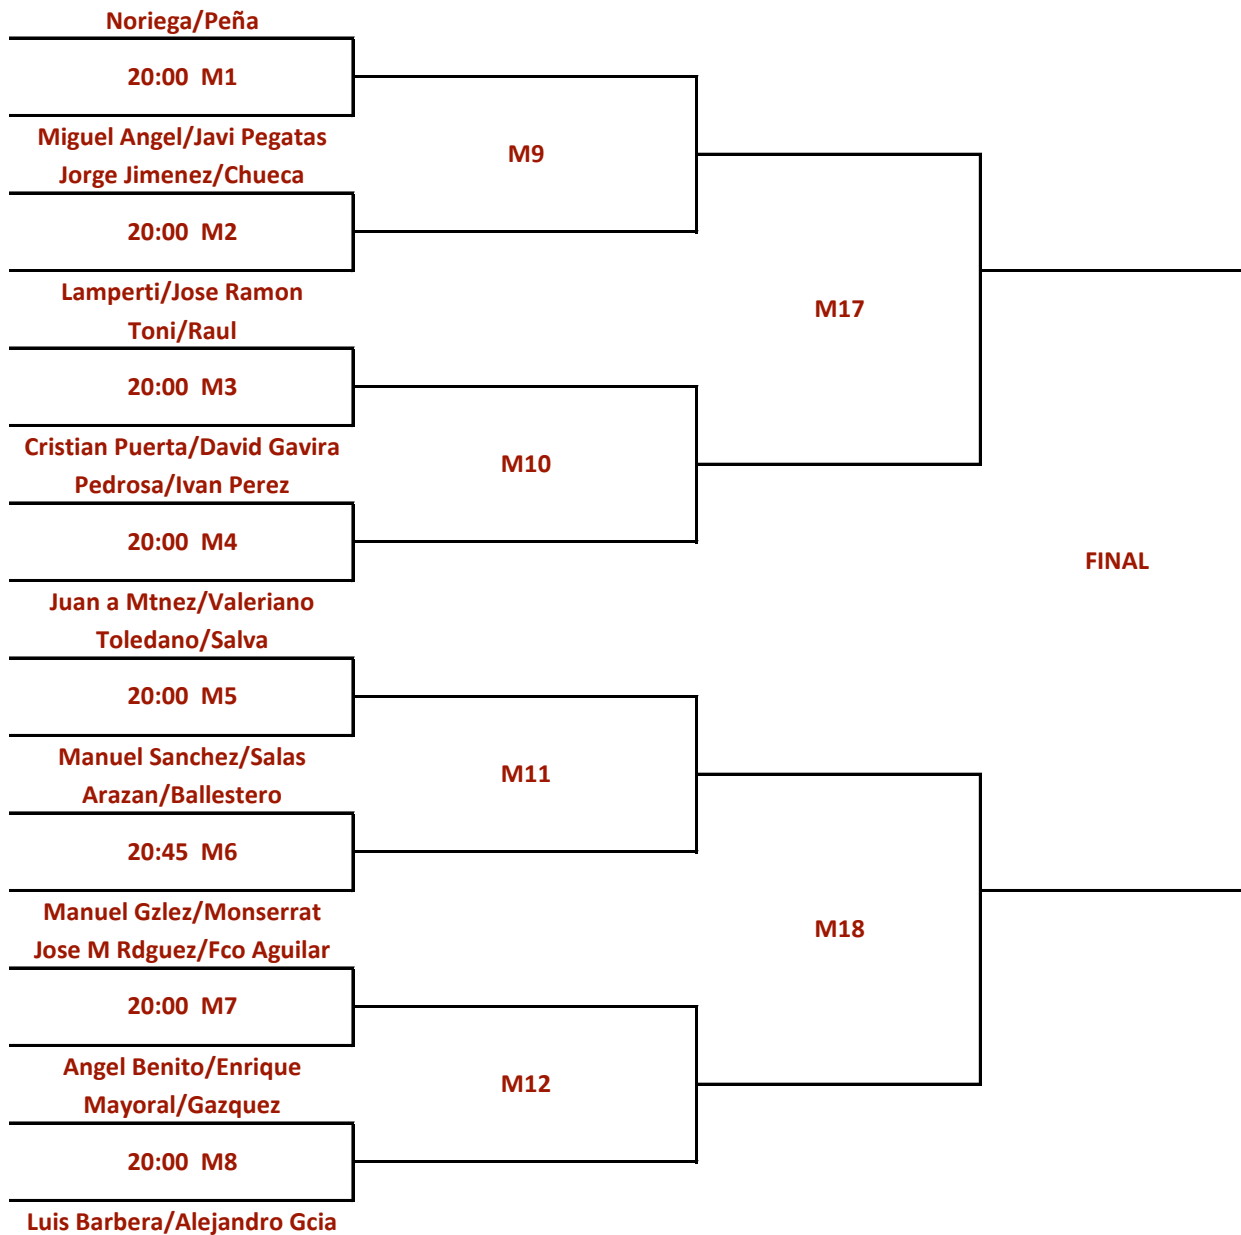 Noriega/Peña
20:00 M1
Miguel Angel/Javi Pegatas
M9
Jorge Jimenez/Chueca
20:00 M2
Lamperti/Jose Ramon
M17
Toni/Raul
20:00 M3
Cristian Puerta/David Gavira
M10
Pedrosa/Ivan Perez
20:00 M4
FINAL
Juan a Mtnez/Valeriano
Toledano/Salva
20:00 M5
Manuel Sanchez/Salas
M11
Arazan/Ballestero
20:45 M6
Manuel Gzlez/Monserrat
M18
Jose M Rdguez/Fco Aguilar
20:00 M7
Angel Benito/Enrique
M12
Mayoral/Gazquez
20:00 M8
Luis Barbera/Alejandro Gcia